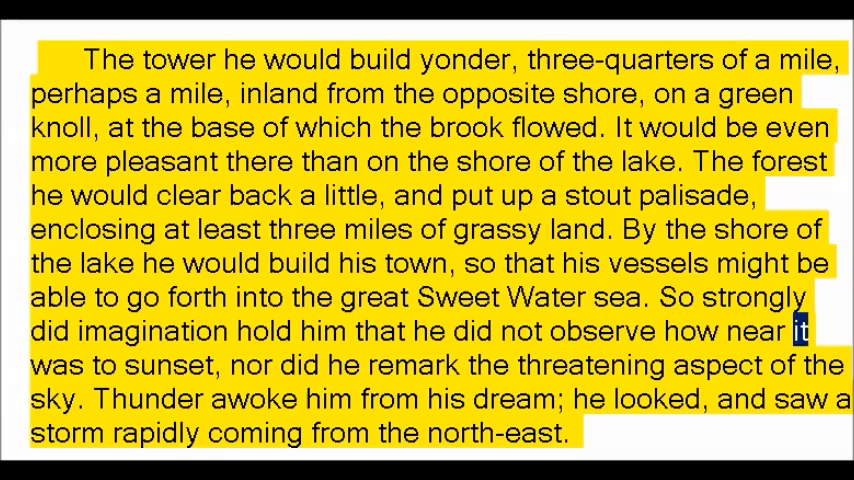 The tower he would build yonder, three-quarters of a mile,
perhaps a mile, inland from the opposite shore, on a green
knoll, at the base of which the brook flowed. It would be even
more pleasant there than on the shore of the lake. The forest
he would clear back a little, and put up a stout palisade,
enclosing at least three miles of grassy land. By the shore of
the lake he would build his town, so that his vessels might be
able to go forth into the great Sweet Water sea. So strongly
did imagination hold him that he did not observe how near it
was to sunset, nor did he remark the threatening aspect of the
sky. Thunder awoke him from his dream; he looked, and saw a
storm rapidly coming from the north-east.